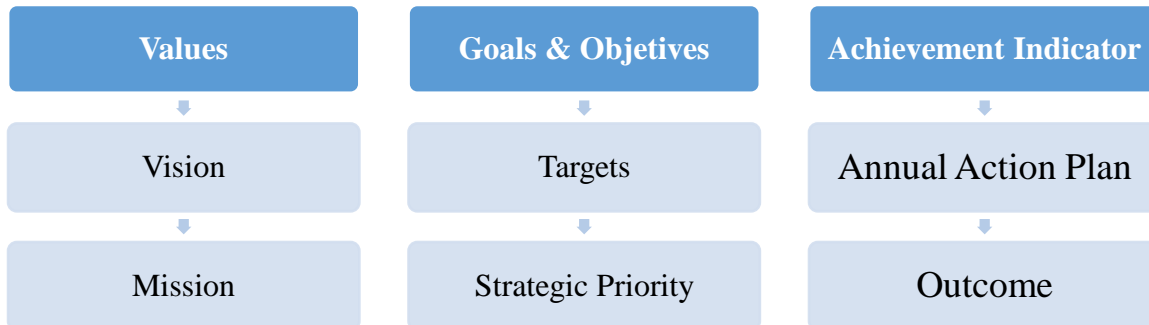 Values
Vision
Mission
Goals & Objetives
Targets
Strategic Priority
Achievement Indicator
Annual Action Plan
Outcome